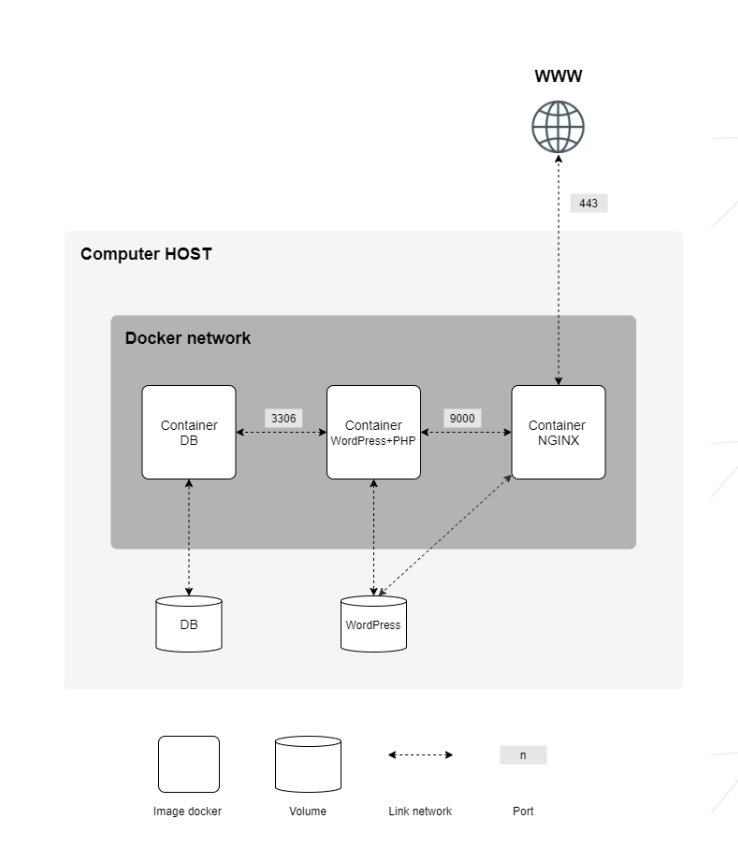 WWW
443
Computer HOST
Docker network
Container
DB
3306
Container
WordPress+PHP
9000
Container
NGINX
DB
WordPress
n
Image docker
Volume
Link network
Port